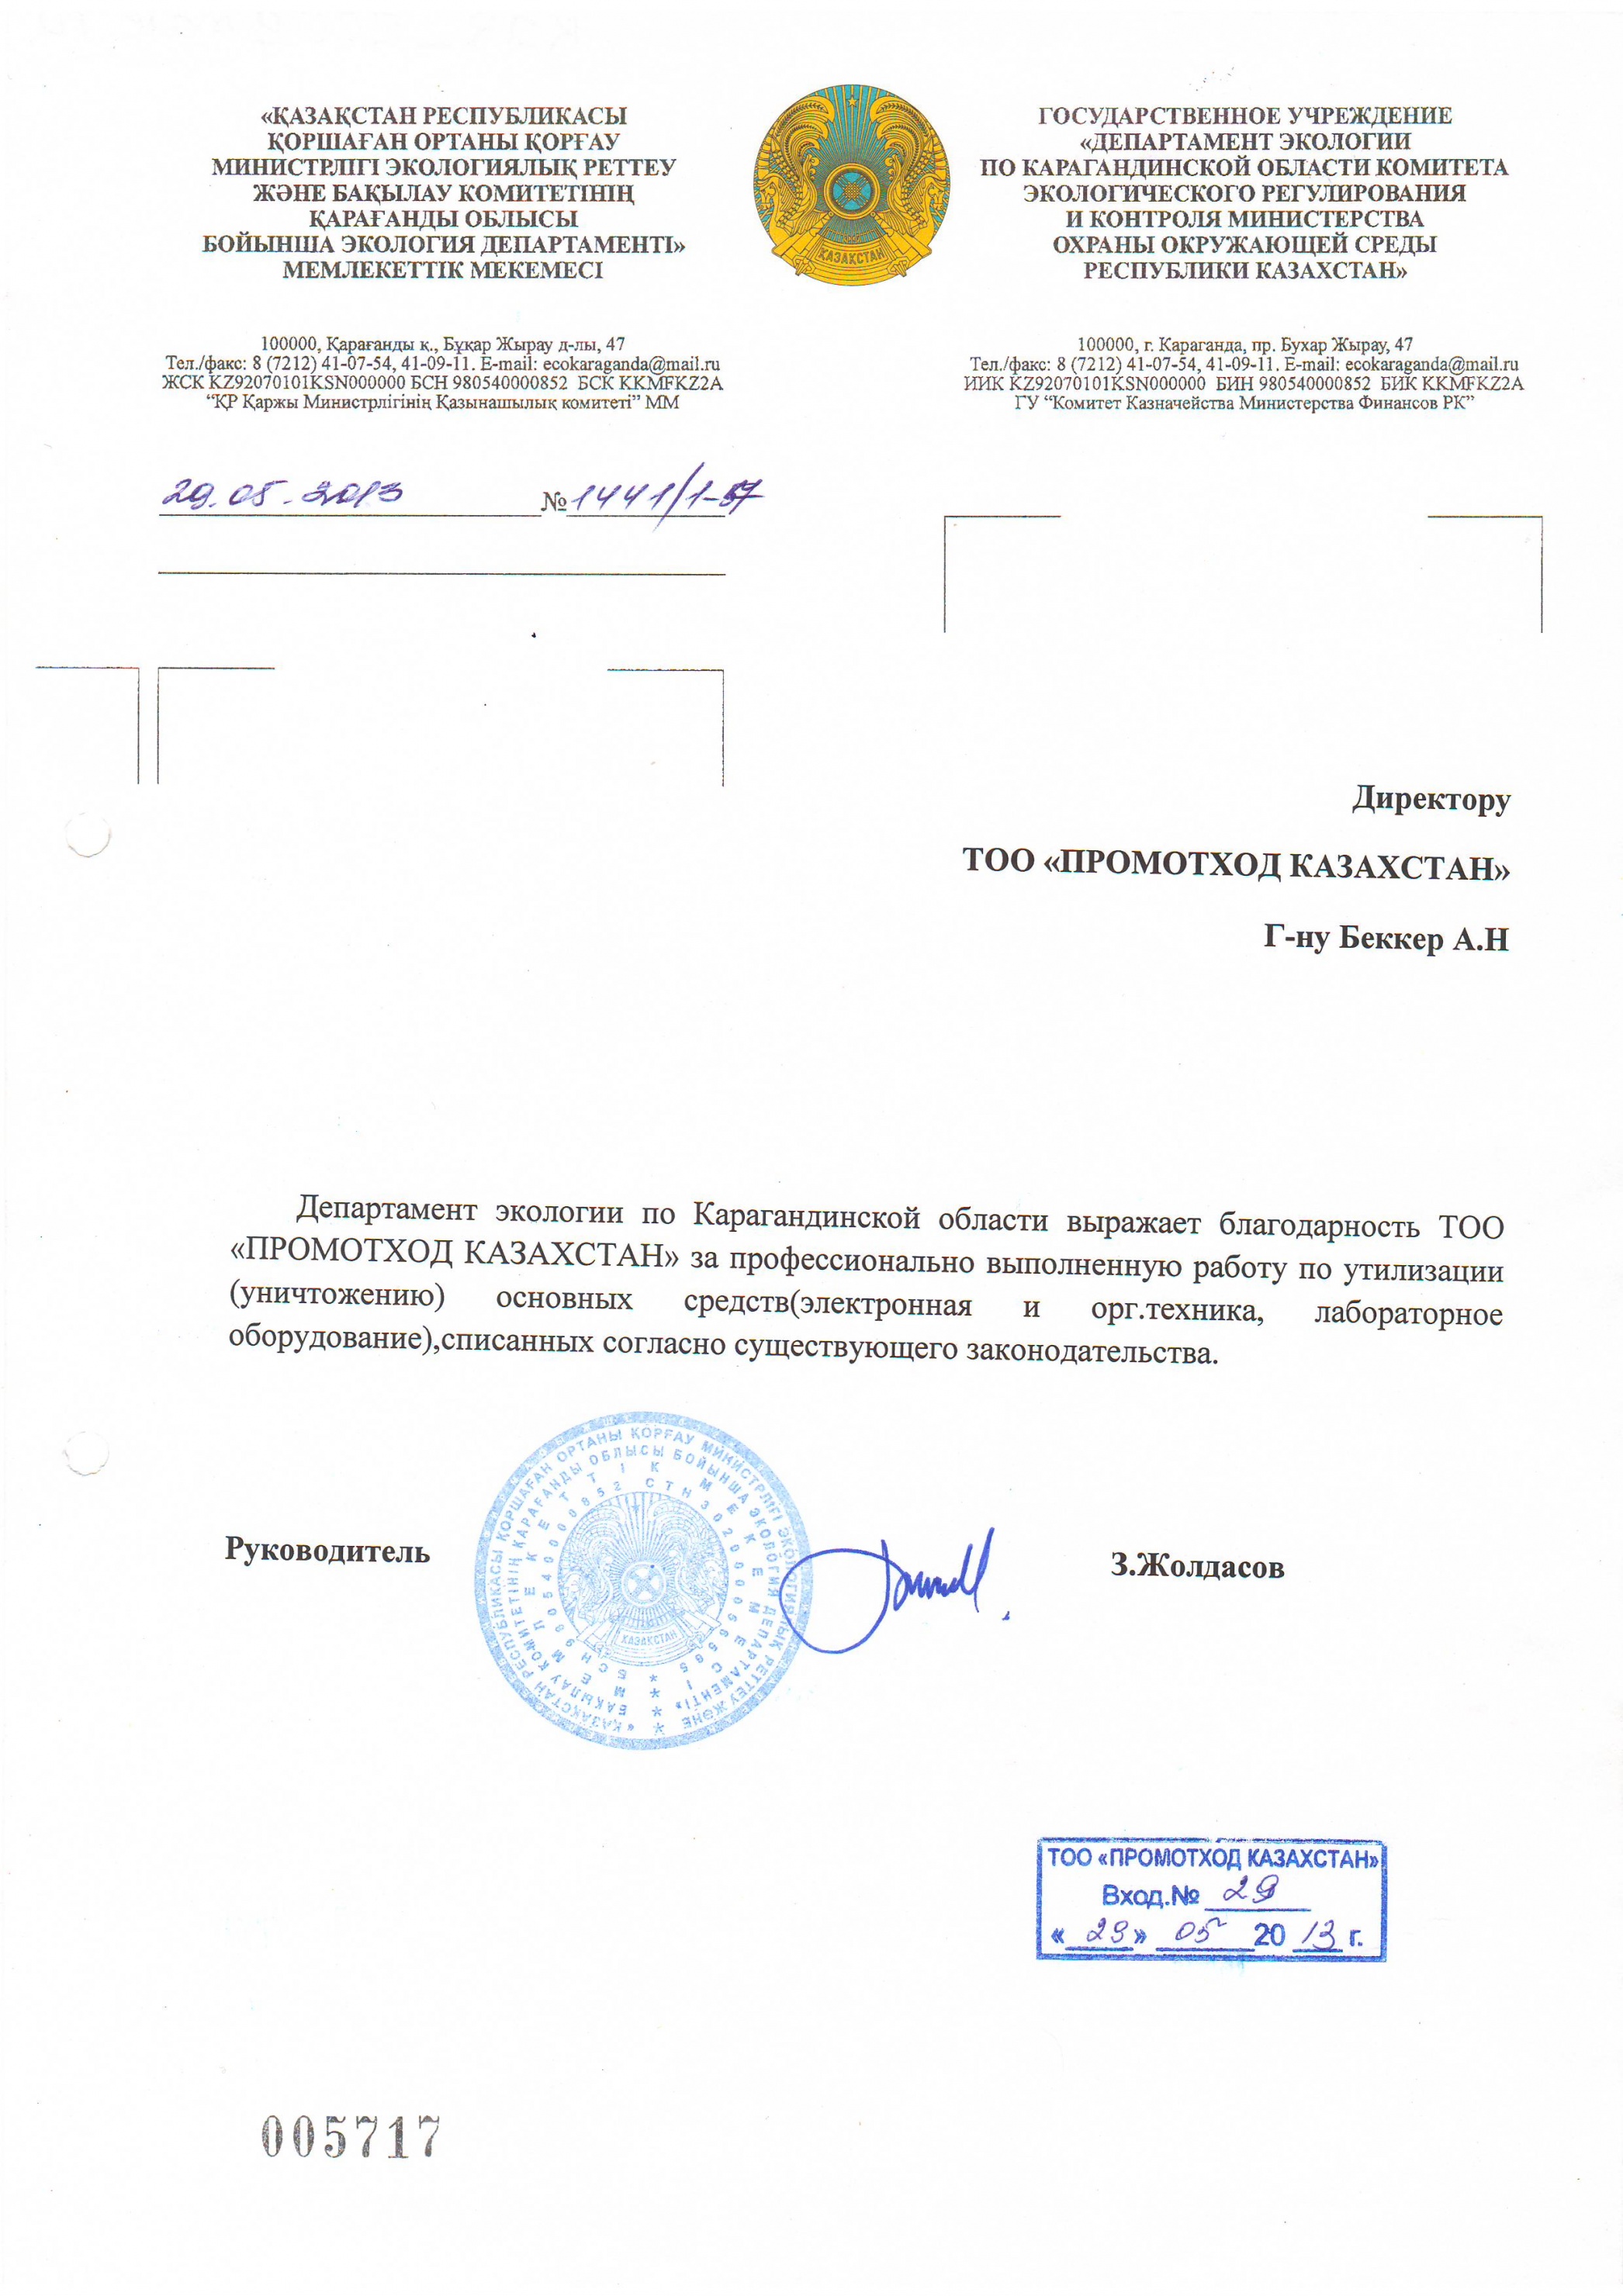 «ҚАЗАҚСТАН РЕСПУБЛИКАСЫ
ҚОРШАҒАН ОРТАНЫ ҚОРҒАУ
МИНИСТРЛІГІ ЭКОЛОГИЯЛЫҚ РЕТТЕУ
ЖӘНЕ БАҚЫЛАУ КОМИТЕТІНІҢ
ҚАРАҒАНДЫ ОБЛЫСЫ
БОЙЫНША ЭКОЛОГИЯ ДЕПАРТАМЕНТІ»
МЕМЛЕКЕТТІК МЕКЕМЕСІ
ҚАЗАҚСТАН
ГОСУДАРСТВЕННОЕ УЧРЕЖДЕНИЕ
«ДЕПАРТАМЕНТ ЭКОЛОГИИ
ПО КАРАГАНДИНСКОЙ ОБЛАСТИ КОМИТЕТА
ЭКОЛОГИЧЕСКОГО РЕГУЛИРОВАНИЯ
И КОНТРОЛЯ МИНИСТЕРСТВА
ОХРАНЫ ОКРУЖАЮЩЕЙ СРЕДЫ
РЕСПУБЛИКИ КАЗАХСТАН»
100000, Қарағанды қ., Бұқар Жырау д-лы, 47
Тел./факс: 8 (7212) 41-07-54, 41-09-11. E-mail: ecokaraganda@mail.ru
ЖСК KZ92070101KSN000000 БСН 980540000852 БСК KKMFKZ2A
“ҚР Қаржы Министрлігінің Қазынашылық комитеті” ММ
100000, г. Караганда, пр. Бухар Жырау, 47
Тел./факс: 8 (7212) 41-07-54, 41-09-11. E-mail: ecokaraganda@mail.ru
ИИК KZ92070101KSN000000 БИН 980540000852 БИК KKMFKZ2A
ГУ “Комитет Казначейства Министерства Финансов РК”
29.05.2013 № 1441/1-57
Директору
ТОО «ПРОМОТХОД КАЗАХСТАН»
Г-ну Беккер А.Н
Департамент экологии по Карагандинской области выражает благодарность ТОО
«ПРОМОТХОД КАЗАХСТАН» за профессионально выполненную работу по утилизации
(уничтожению) основных средств(электронная и орг.техника, лабораторное
оборудование),списанных согласно существующего законодательства.
«ҚАЗАҚСТАН РЕСПУБЛИКАСЫ ҚОРШАҒАН ОРТАНЫ ҚОРҒАУ МИНИСТРЛІГІ ЭКОЛОГИЯЛЫҚ РЕТТЕУ ЖӘНЕ
БАҚЫЛАУ КОМИТЕТІНІҢ ҚАРАҒАНДЫ ОБЛЫСЫ БОЙЫНША ЭКОЛОГИЯ ДЕПАРТАМЕНТІ»
МЕМЛЕКЕТТІК МЕКЕМЕСІ
БСН 980540000852 СТН
ҚАЗАҚСТАН
Руководитель З.Жолдасов
ТОО «ПРОМОТХОД КАЗАХСТАН»
Вход.№ 29
«29» 05 20 13 г.
005717